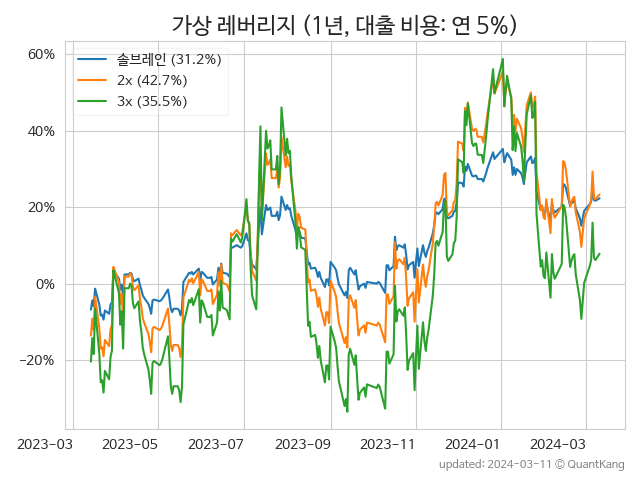 가상 레버리지 (1년, 대출 비용: 연 5%)
솔브레인 (31.2%)
2x (42.7%)
3x (35.5%)
60%
40%
20%
0%
−20%
2023−03 2023−05 2023−07 2023−09 2023−11 2024−01 2024−03
updated: 2024−03−11 © QuantKang